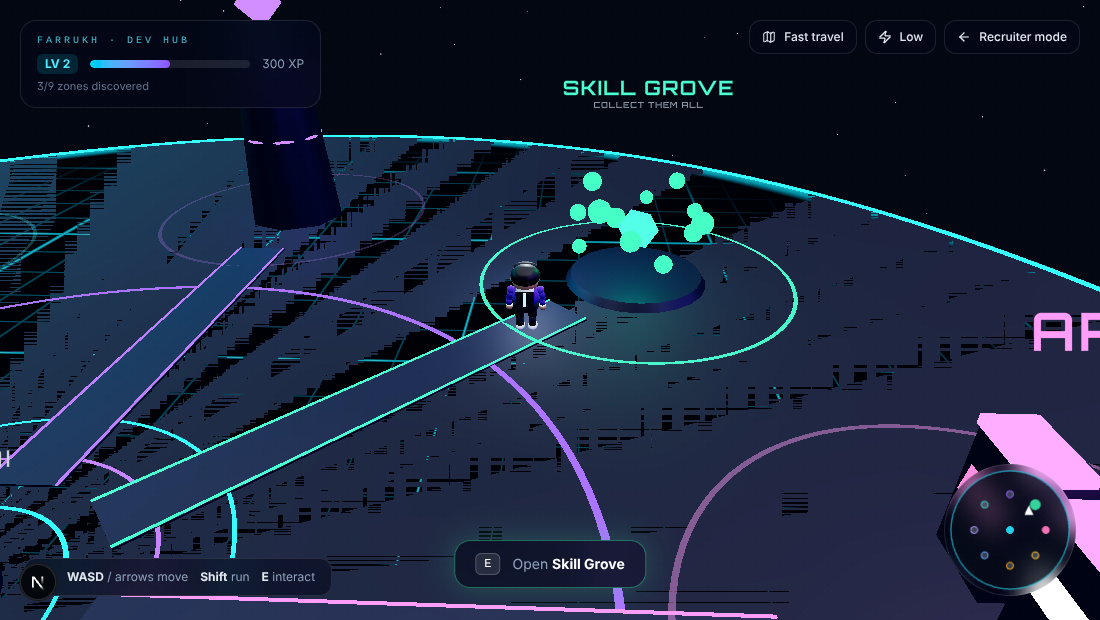 FARRUKH · DEV HUB
LV 2
300 XP
3/9 zones discovered
Fast travel
Low
Recruiter mode
SKILL GROVE
COLLECT THEM ALL
E Open Skill Grove
WASD / arrows move Shift run E interact
N